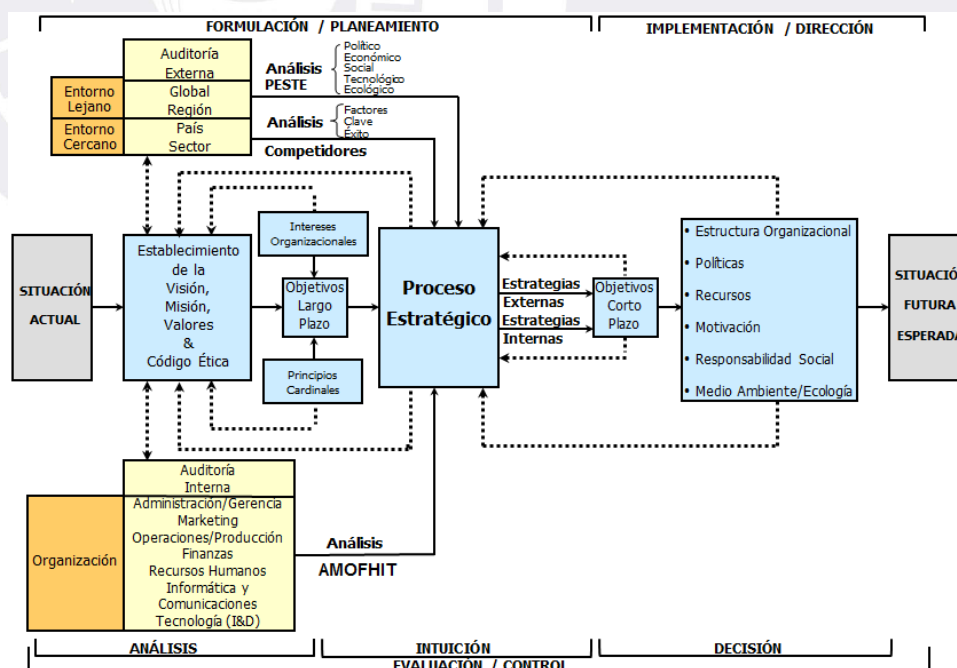 FORMULACIÓN / PLANEAMIENTO
IMPLEMENTACIÓN / DIRECCIÓN
Auditoría
Externa
Entorno
Lejano
Global
Región
Entorno
Cercano
País
Sector
Análisis
PESTE
Político
Económico
Social
Tecnológico
Ecológico
Análisis
Competidores
Factores
Clave
Éxito
SITUACIÓN
ACTUAL
Establecimiento
de la
Visión,
Misión,
Valores
&
Código Ética
Intereses
Organizacionales
Objetivos
Largo
Plazo
Principios
Cardinales
Proceso
Estratégico
Estrategias
Externas
Estrategias
Internas
Objetivos
Corto
Plazo
• Estructura Organizacional
• Políticas
• Recursos
• Motivación
• Responsabilidad Social
• Medio Ambiente/Ecología
SITUACIÓN
FUTURA
ESPERADA
Auditoría
Interna
Organización
Administración/Gerencia
Marketing
Operaciones/Producción
Finanzas
Recursos Humanos
Informática y
Comunicaciones
Tecnología (I&D)
Análisis
AMOFHIT
ANÁLISIS
INTUICIÓN
DECISIÓN
EVALUACIÓN / CONTROL